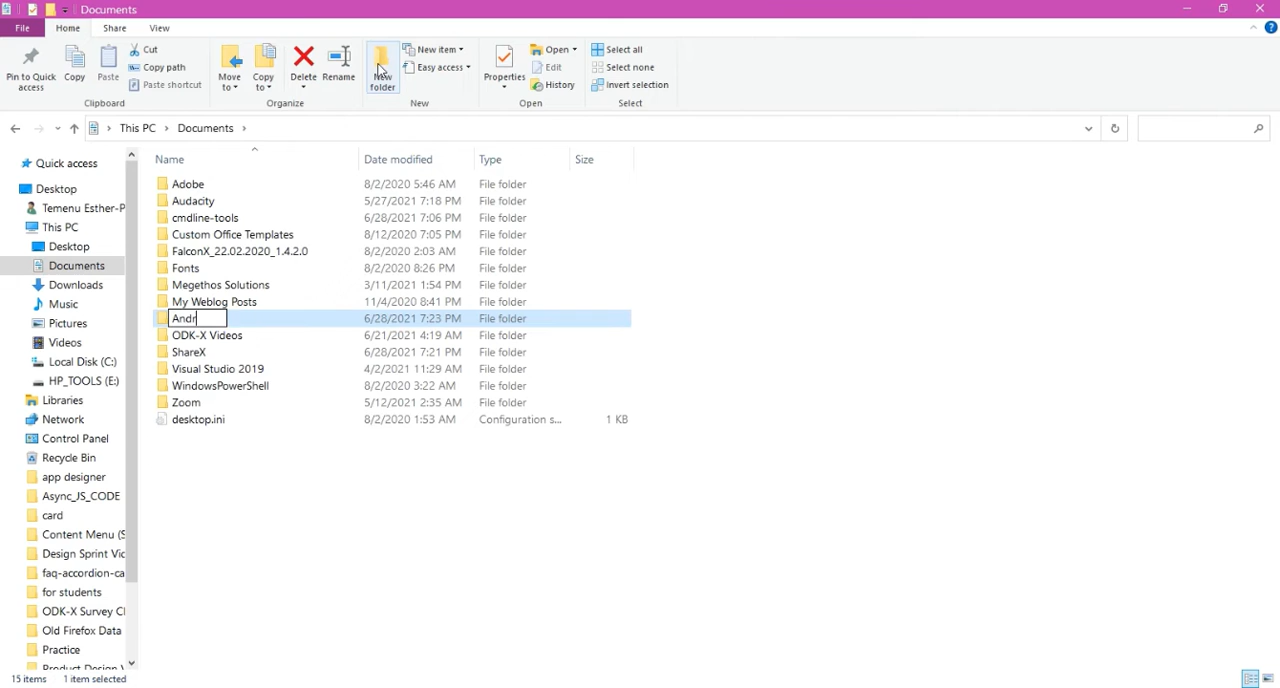 Documents
File Home Share View
Pin to Quick access
Copy
Paste
Cut
Copy path
Paste shortcut
Clipboard
Move to
Copy to
Delete
Rename
Organize
New folder
New item
Easy access
New
Properties
Open
Edit
History
Open
Select all
Select none
Invert selection
Select
This PC Documents
Name Date modified Type Size
Adobe 8/2/2020 5:46 AM File folder
Audacity 5/27/2021 7:18 PM File folder
cmdline-tools 6/28/2021 7:06 PM File folder
Custom Office Templates 8/12/2020 7:05 PM File folder
FalconX_22.02.2020_1.4.2.0 8/2/2020 2:03 AM File folder
Fonts 8/2/2020 8:26 PM File folder
Megethos Solutions 3/11/2021 1:54 PM File folder
My Weblog Posts 11/4/2020 8:41 PM File folder
Andr 6/28/2021 7:23 PM File folder
ODK-X Videos 6/21/2021 4:19 AM File folder
ShareX 6/28/2021 7:21 PM File folder
Visual Studio 2019 4/2/2021 11:29 AM File folder
WindowsPowerShell 8/2/2020 3:22 AM File folder
Zoom 5/12/2021 2:35 AM File folder
desktop.ini 8/2/2020 1:53 AM Configuration s... 1 KB
Quick access
Desktop
Temenu Esther-P
This PC
Desktop
Documents
Downloads
Music
Pictures
Videos
Local Disk (C:)
HP_TOOLS (E:)
Libraries
Network
Control Panel
Recycle Bin
app designer
Async_JS_CODE
card
Content Menu (S
Design Sprint Vic
faq-accordion-ca
for students
ODK-X Survey Cl
Old Firefox Data
Practice
Product Design V
15 items 1 item selected